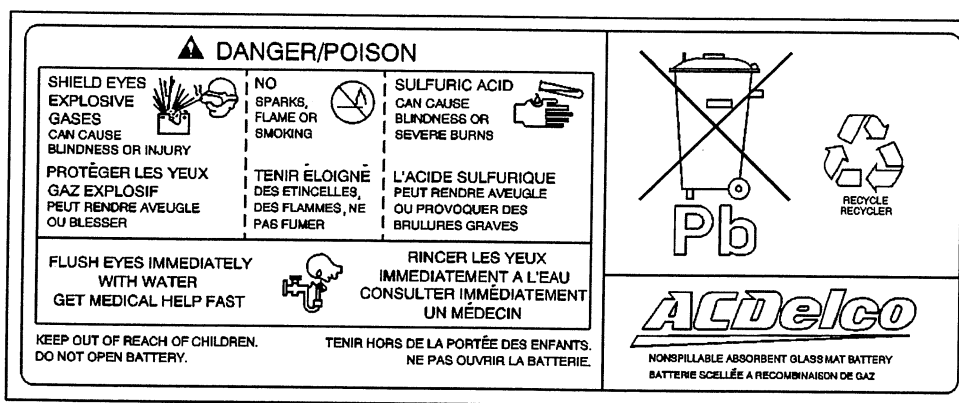 DANGER/POISON
SHIELD EYES
EXPLOSIVE
GASES
CAN CAUSE
BLINDNESS OR INJURY
PROTÉGER LES YEUX
GAZ EXPLOSIF
PEUT RENDRE AVEUGLE
OU BLESSER
NO
SPARKS,
FLAME OR
SMOKING
TENIR ÉLOIGNÉ
DES ETINCELLES,
DES FLAMMES, NE
PAS FUMER
SULFURIC ACID
CAN CAUSE
BLINDNESS OR
SEVERE BURNS
L'ACIDE SULFURIQUE
PEUT RENDRE AVEUGLE
OU PROVOQUER DES
BRULURES GRAVES
FLUSH EYES IMMEDIATELY
WITH WATER
GET MEDICAL HELP FAST
RINCER LES YEUX
IMMEDIATEMENT A L'EAU
CONSULTER IMMÉDIATEMENT
UN MÉDECIN
KEEP OUT OF REACH OF CHILDREN.
DO NOT OPEN BATTERY.
TENIR HORS DE LA PORTÉE DES ENFANTS.
NE PAS OUVRIR LA BATTERIE.
Pb
RECYCLE
RECYCLER
ACDelco
NONSPILLABLE ABSORBENT GLASS MAT BATTERY
BATTERIE SCELLÉE A RECOMBINAISON DE GAZ